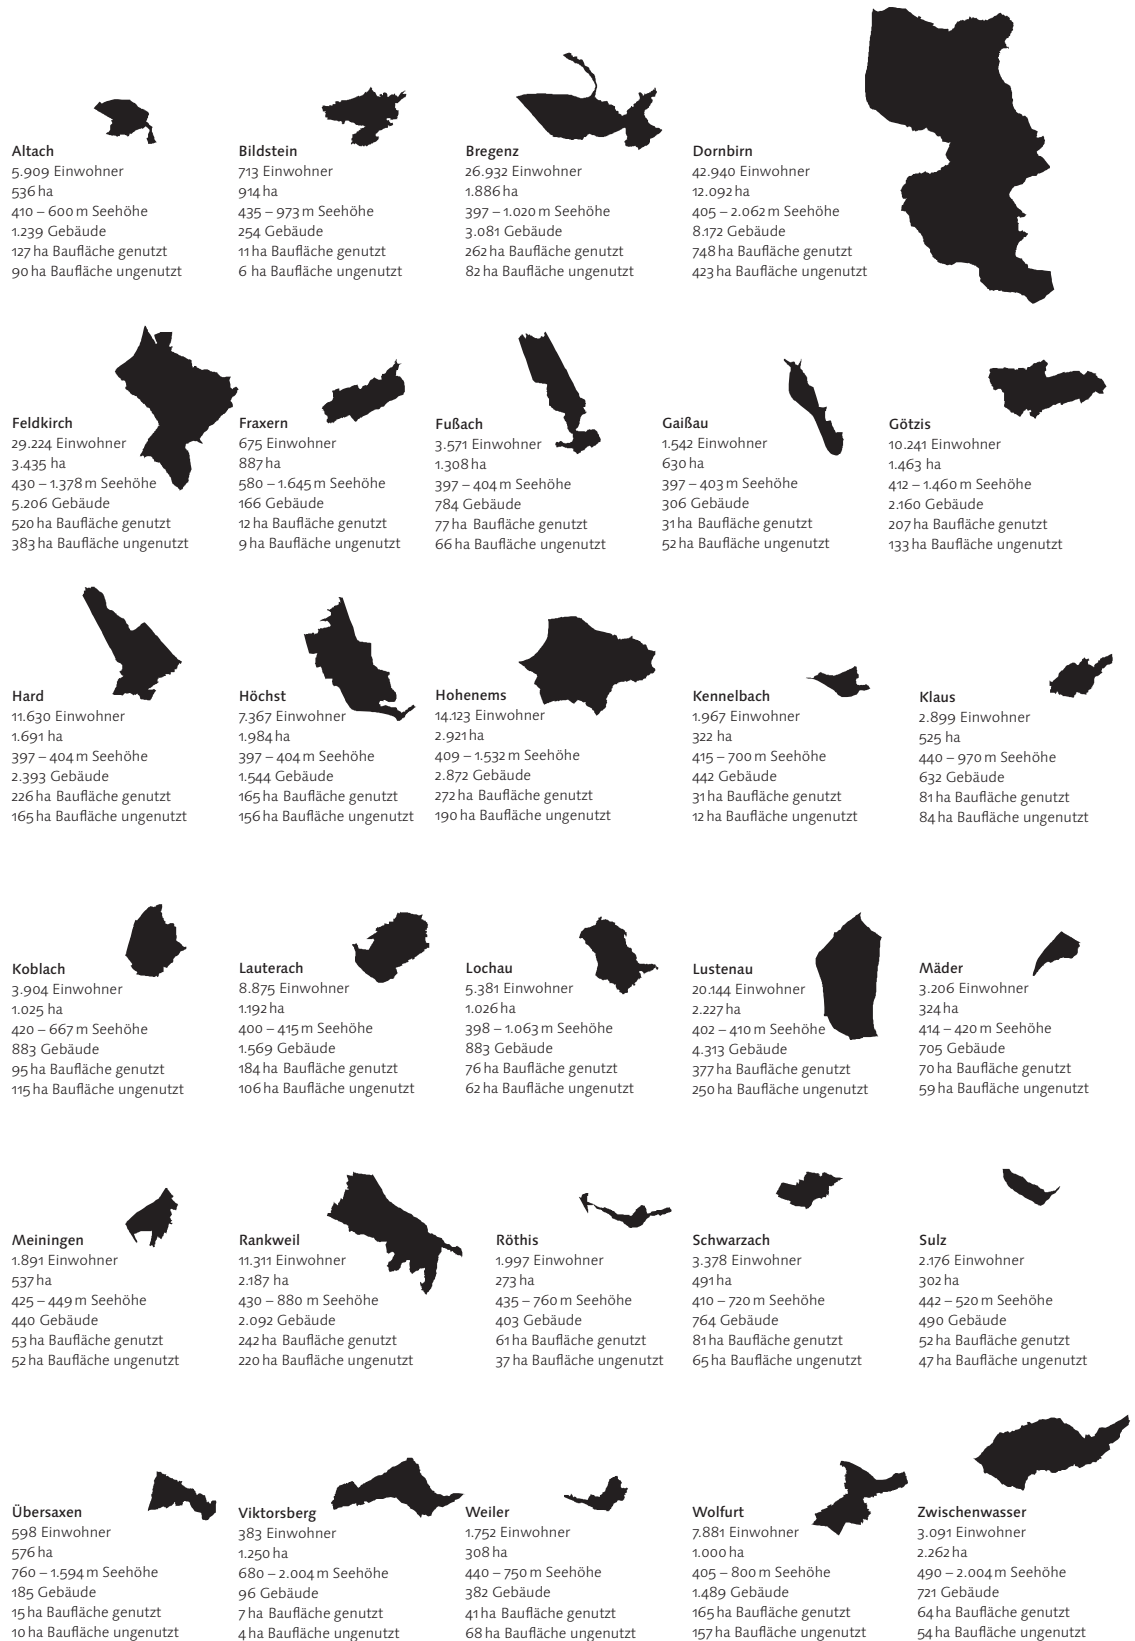 Altach
5.909 Einwohner
536 ha
410 – 600 m Seehöhe
1.239 Gebäude
127 ha Baufläche genutzt
90 ha Baufläche ungenutzt
Bildstein
713 Einwohner
914 ha
435 – 973 m Seehöhe
254 Gebäude
11 ha Baufläche genutzt
6 ha Baufläche ungenutzt
Bregenz
26.932 Einwohner
1.886 ha
397 – 1.020 m Seehöhe
3.081 Gebäude
262 ha Baufläche genutzt
82 ha Baufläche ungenutzt
Dornbirn
42.940 Einwohner
12.092 ha
405 – 2.062 m Seehöhe
8.172 Gebäude
748 ha Baufläche genutzt
423 ha Baufläche ungenutzt
Feldkirch
29.224 Einwohner
3.435 ha
430 – 1.378 m Seehöhe
5.206 Gebäude
520 ha Baufläche genutzt
383 ha Baufläche ungenutzt
Fraxern
675 Einwohner
887 ha
580 – 1.645 m Seehöhe
166 Gebäude
12 ha Baufläche genutzt
9 ha Baufläche ungenutzt
Fußach
3.571 Einwohner
1.308 ha
397 – 404 m Seehöhe
784 Gebäude
77 ha Baufläche genutzt
66 ha Baufläche ungenutzt
Gaißau
1.542 Einwohner
630 ha
397 – 403 m Seehöhe
306 Gebäude
31 ha Baufläche genutzt
52 ha Baufläche ungenutzt
Götzis
10.241 Einwohner
1.463 ha
412 – 1.460 m Seehöhe
2.160 Gebäude
207 ha Baufläche genutzt
133 ha Baufläche ungenutzt
Hard
11.630 Einwohner
1.691 ha
397 – 404 m Seehöhe
2.393 Gebäude
226 ha Baufläche genutzt
165 ha Baufläche ungenutzt
Höchst
7.367 Einwohner
1.984 ha
397 – 404 m Seehöhe
1.544 Gebäude
165 ha Baufläche genutzt
156 ha Baufläche ungenutzt
Hohenems
14.123 Einwohner
2.921 ha
409 – 1.532 m Seehöhe
2.872 Gebäude
272 ha Baufläche genutzt
190 ha Baufläche ungenutzt
Kennelbach
1.967 Einwohner
322 ha
415 – 700 m Seehöhe
442 Gebäude
31 ha Baufläche genutzt
12 ha Baufläche ungenutzt
Klaus
2.899 Einwohner
525 ha
440 – 970 m Seehöhe
632 Gebäude
81 ha Baufläche genutzt
84 ha Baufläche ungenutzt
Koblach
3.904 Einwohner
1.025 ha
420 – 667 m Seehöhe
883 Gebäude
95 ha Baufläche genutzt
115 ha Baufläche ungenutzt
Lauterach
8.875 Einwohner
1.192 ha
400 – 415 m Seehöhe
1.569 Gebäude
184 ha Baufläche genutzt
106 ha Baufläche ungenutzt
Lochau
5.381 Einwohner
1.026 ha
398 – 1.063 m Seehöhe
883 Gebäude
76 ha Baufläche genutzt
62 ha Baufläche ungenutzt
Lustenau
20.144 Einwohner
2.227 ha
402 – 410 m Seehöhe
4.313 Gebäude
377 ha Baufläche genutzt
250 ha Baufläche ungenutzt
Mäder
3.206 Einwohner
324 ha
414 – 420 m Seehöhe
705 Gebäude
70 ha Baufläche genutzt
59 ha Baufläche ungenutzt
Meiningen
1.891 Einwohner
537 ha
425 – 449 m Seehöhe
440 Gebäude
53 ha Baufläche genutzt
52 ha Baufläche ungenutzt
Rankweil
11.311 Einwohner
2.187 ha
430 – 880 m Seehöhe
2.092 Gebäude
242 ha Baufläche genutzt
220 ha Baufläche ungenutzt
Röthis
1.997 Einwohner
273 ha
435 – 760 m Seehöhe
403 Gebäude
61 ha Baufläche genutzt
37 ha Baufläche ungenutzt
Schwarzach
3.378 Einwohner
491 ha
410 – 720 m Seehöhe
764 Gebäude
81 ha Baufläche genutzt
65 ha Baufläche ungenutzt
Sulz
2.176 Einwohner
302 ha
442 – 520 m Seehöhe
490 Gebäude
52 ha Baufläche genutzt
47 ha Baufläche ungenutzt
Übersaxen
598 Einwohner
576 ha
760 – 1.594 m Seehöhe
185 Gebäude
15 ha Baufläche genutzt
10 ha Baufläche ungenutzt
Viktorsberg
383 Einwohner
1.250 ha
680 – 2.004 m Seehöhe
96 Gebäude
7 ha Baufläche genutzt
4 ha Baufläche ungenutzt
Weiler
1.752 Einwohner
308 ha
440 – 750 m Seehöhe
382 Gebäude
41 ha Baufläche genutzt
68 ha Baufläche ungenutzt
Wolfurt
7.881 Einwohner
1.000 ha
405 – 800 m Seehöhe
1.489 Gebäude
165 ha Baufläche genutzt
157 ha Baufläche ungenutzt
Zwischenwasser
3.091 Einwohner
2.262 ha
490 – 2.004 m Seehöhe
721 Gebäude
64 ha Baufläche genutzt
54 ha Baufläche ungenutzt